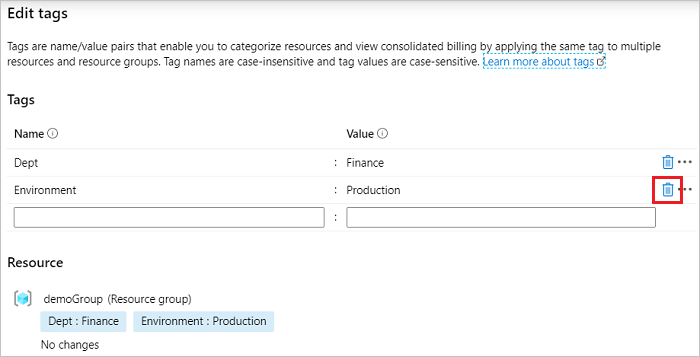 Edit tags
Tags are name/value pairs that enable you to categorize resources and view consolidated billing by applying the same tag to multiple
resources and resource groups. Tag names are case-insensitive and tag values are case-sensitive. Learn more about tags
Tags
Name Value
Dept : Finance
Environment : Production
:
Resource
demoGroup (Resource group)
Dept : Finance Environment : Production
No changes